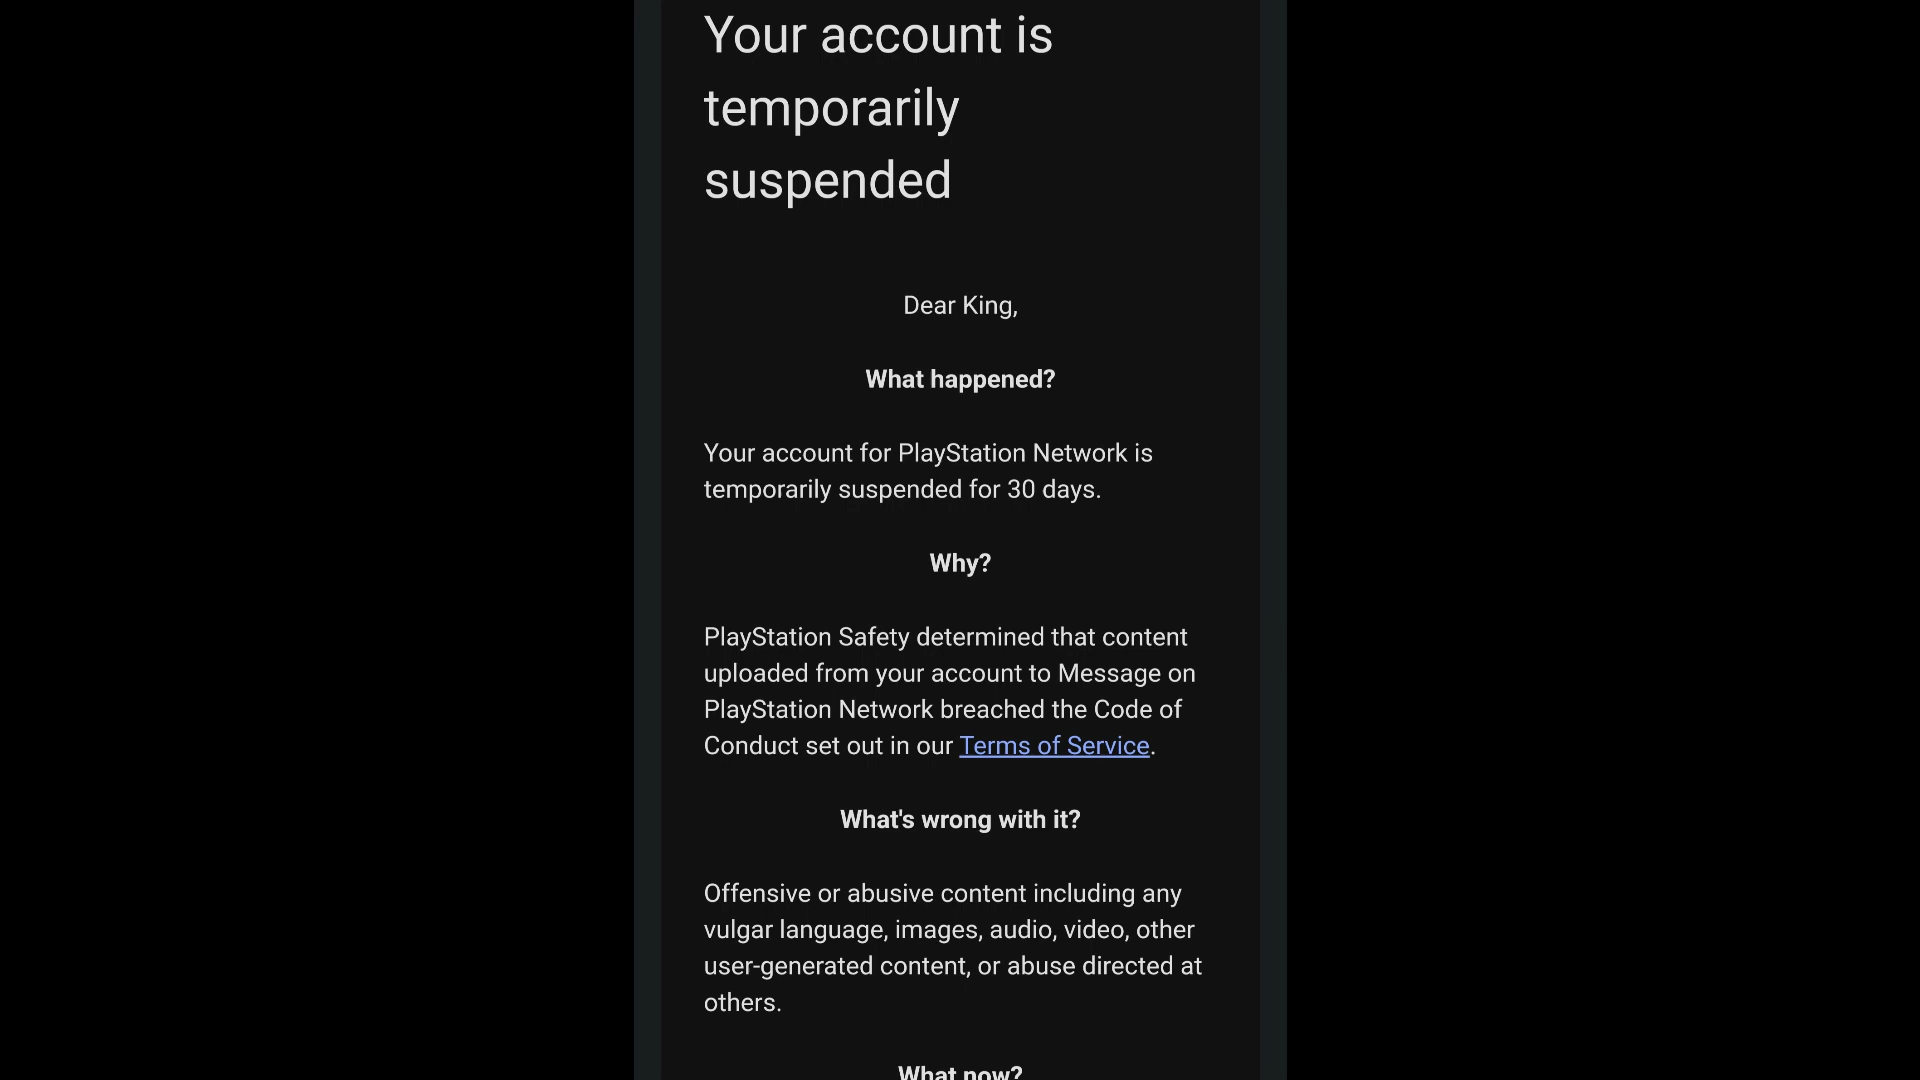 Your account is
temporarily
suspended
Dear King,
What happened?
Your account for PlayStation Network is
temporarily suspended for 30 days.
Why?
PlayStation Safety determined that content
uploaded from your account to Message on
PlayStation Network breached the Code of
Conduct set out in our Terms of Service.
What's wrong with it?
Offensive or abusive content including any
vulgar language, images, audio, video, other
user-generated content, or abuse directed at
others.
What now?